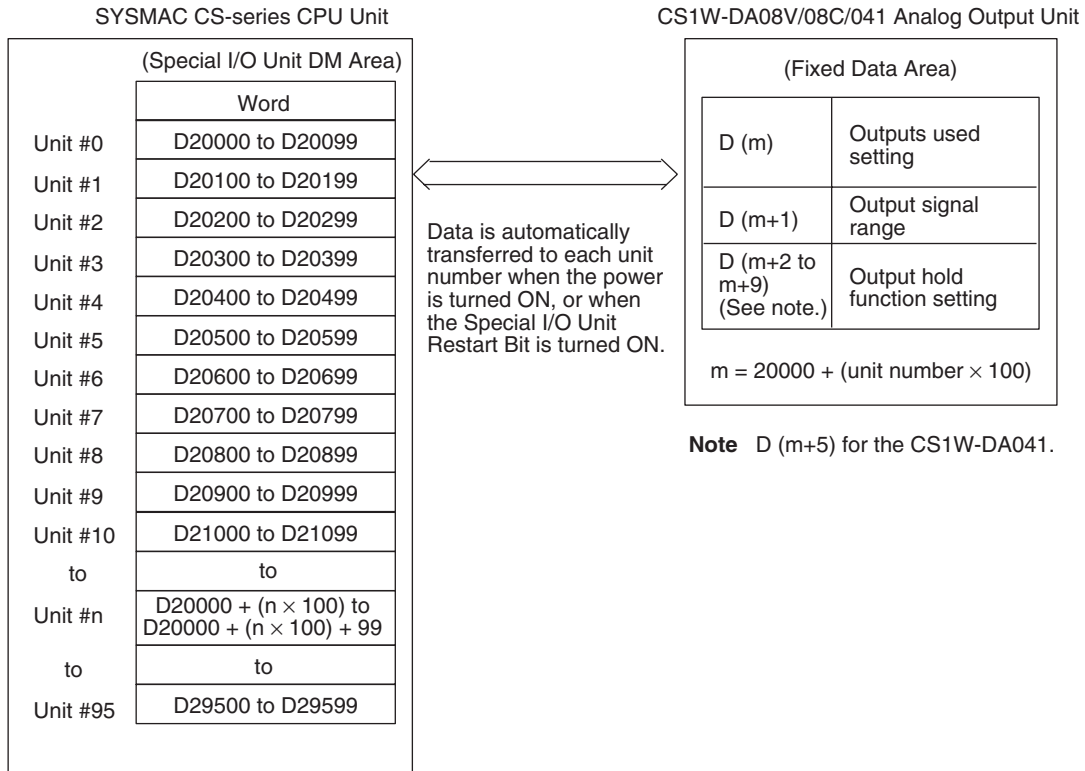 SYSMAC CS-series CPU Unit
(Special I/O Unit DM Area)
Word
Unit #0 D20000 to D20099
Unit #1 D20100 to D20199
Unit #2 D20200 to D20299
Unit #3 D20300 to D20399
Unit #4 D20400 to D20499
Unit #5 D20500 to D20599
Unit #6 D20600 to D20699
Unit #7 D20700 to D20799
Unit #8 D20800 to D20899
Unit #9 D20900 to D20999
Unit #10 D21000 to D21099
to to
Unit #n D20000 + (n × 100) to
D20000 + (n × 100) + 99
to to
Unit #95 D29500 to D29599
Data is automatically
transferred to each unit
number when the power
is turned ON, or when
the Special I/O Unit
Restart Bit is turned ON.
CS1W-DA08V/08C/041 Analog Output Unit
(Fixed Data Area)
D (m) Outputs used
setting
D (m+1) Output signal
range
D (m+2 to
m+9)
(See note.)
Output hold
function setting
m = 20000 + (unit number × 100)
Note D (m+5) for the CS1W-DA041.